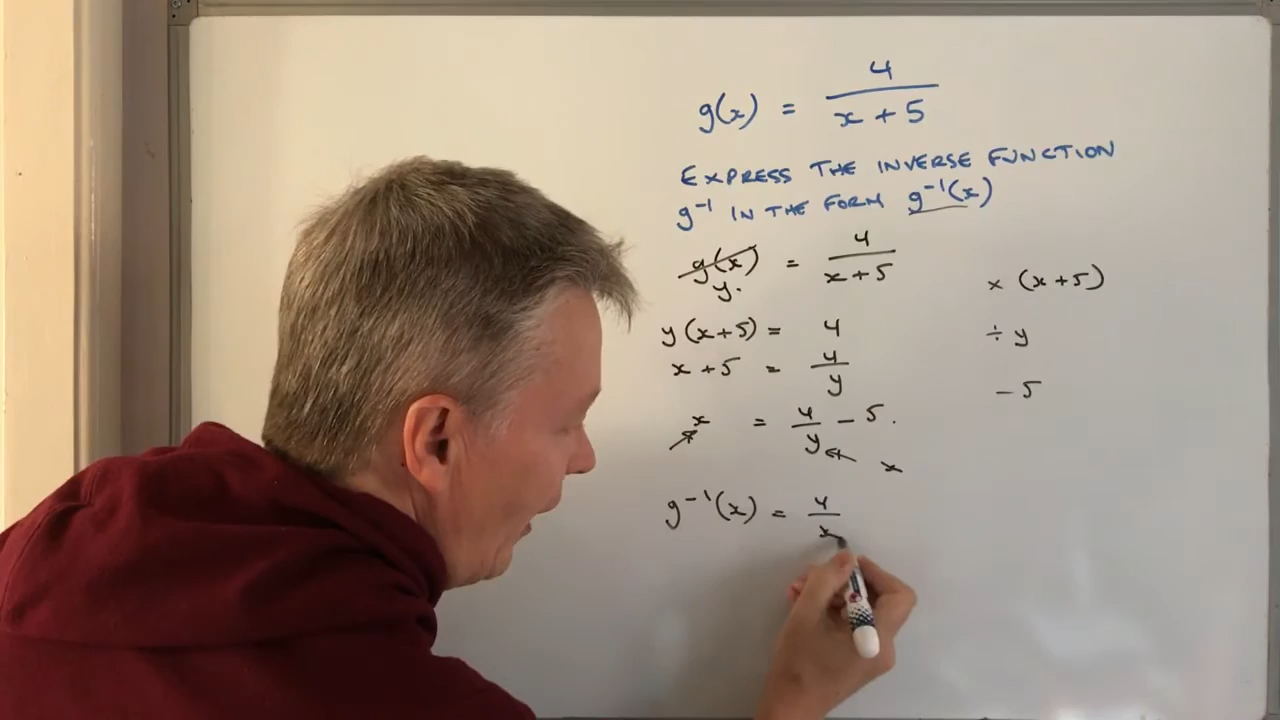 g(x) = 4/(x+5)
EXPRESS THE INVERSE FUNCTION
g⁻¹ IN THE FORM g⁻¹(x)
g(x) = 4/(x+5)
× (x+5)
y.
y(x+5) = 4
÷ y
x+5 = 4/y
− 5
x = 4/y − 5.
x
g⁻¹(x) = 4/x